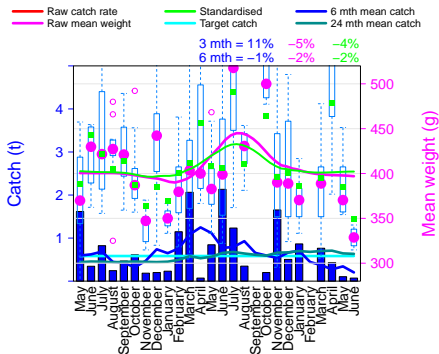 Raw catch rate Standardised 6 mth mean catch
Raw mean weight Target catch 24 mth mean catch
3 mth = 11% −5% −4%
6 mth = −1% −2% −2%
Catch (t)
1
2
3
4
Mean weight (g)
500
450
400
350
300
May
June
July
August
September
October
November
December
January
February
March
April
May
June
July
August
September
October
November
December
January
February
March
April
May
June